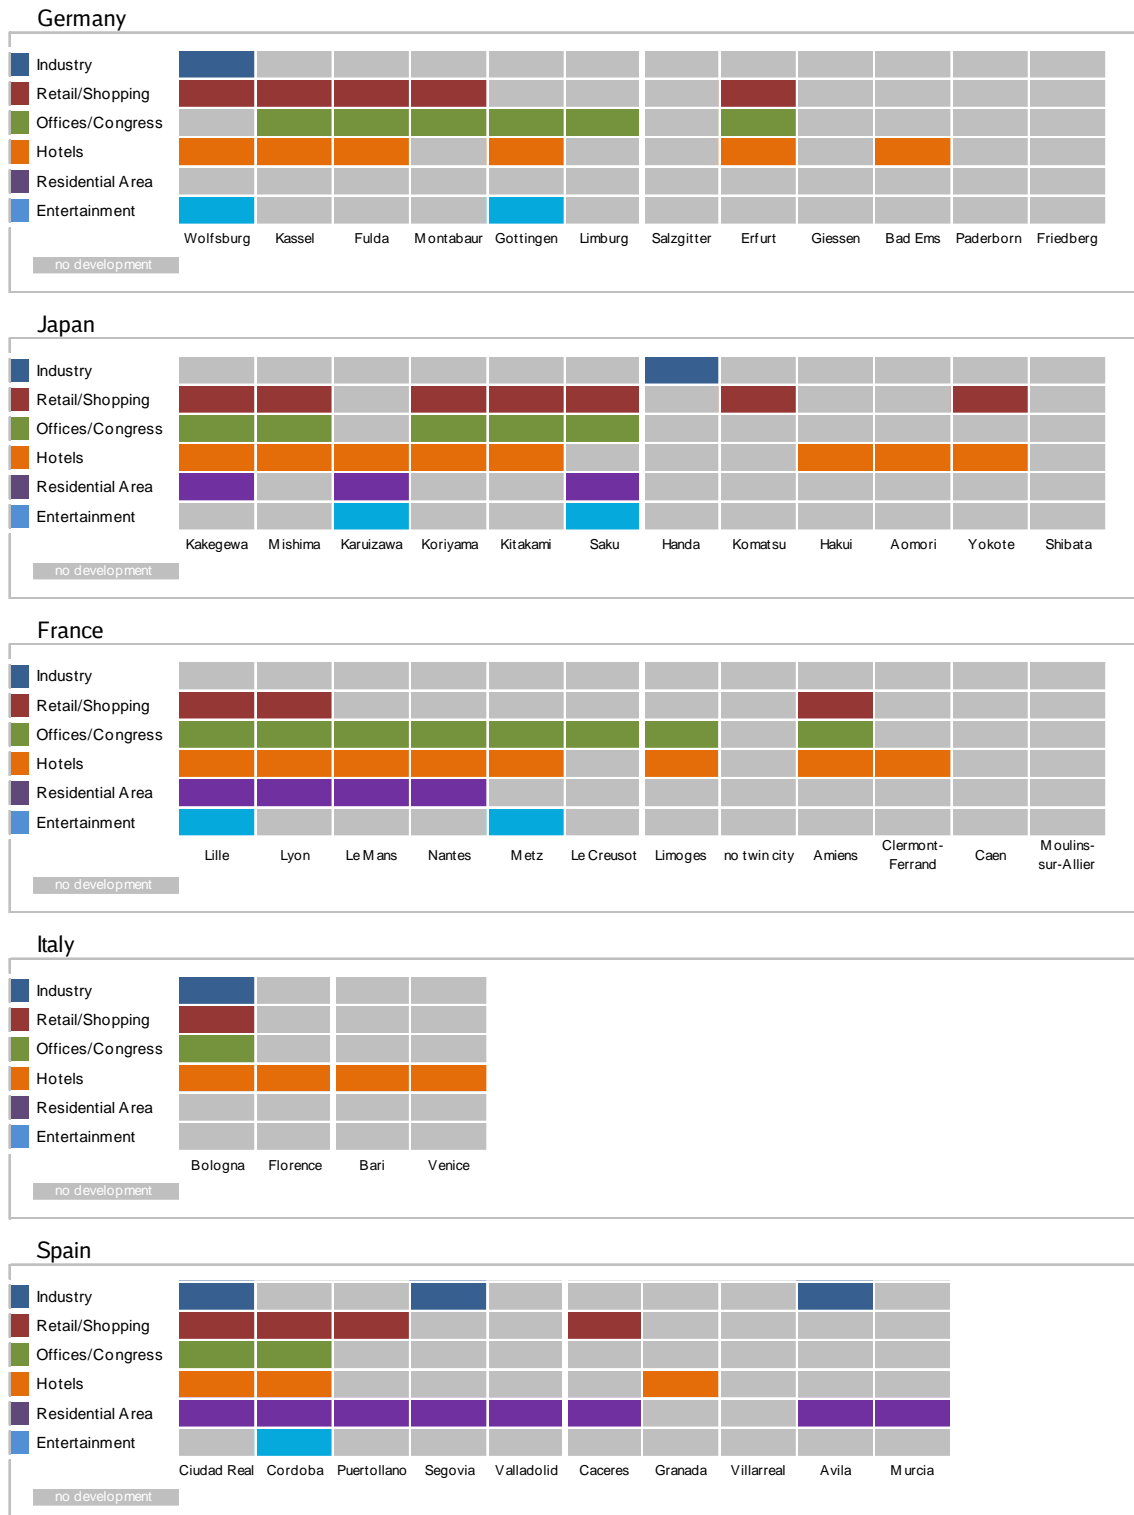 Germany
Industry
Retail/Shopping
Offices/Congress
Hotels
Residential Area
Entertainment
Wolfsburg Kassel Fulda Montabaur Gottingen Limburg Salzgitter Erfurt Giessen Bad Ems Paderborn Friedberg
no development
Japan
Industry
Retail/Shopping
Offices/Congress
Hotels
Residential Area
Entertainment
Kakegewa Mishima Karuizawa Koriyama Kitakami Saku Handa Komatsu Hakui Aomori Yokote Shibata
no development
France
Industry
Retail/Shopping
Offices/Congress
Hotels
Residential Area
Entertainment
Lille Lyon Le Mans Nantes Metz Le Creusot Limoges no twin city Amiens Clermont-Ferrand Caen Moulins-sur-Allier
no development
Italy
Industry
Retail/Shopping
Offices/Congress
Hotels
Residential Area
Entertainment
Bologna Florence Bari Venice
no development
Spain
Industry
Retail/Shopping
Offices/Congress
Hotels
Residential Area
Entertainment
Ciudad Real Cordoba Puertollano Segovia Valladolid Caceres Granada Villarreal Avila Murcia
no development